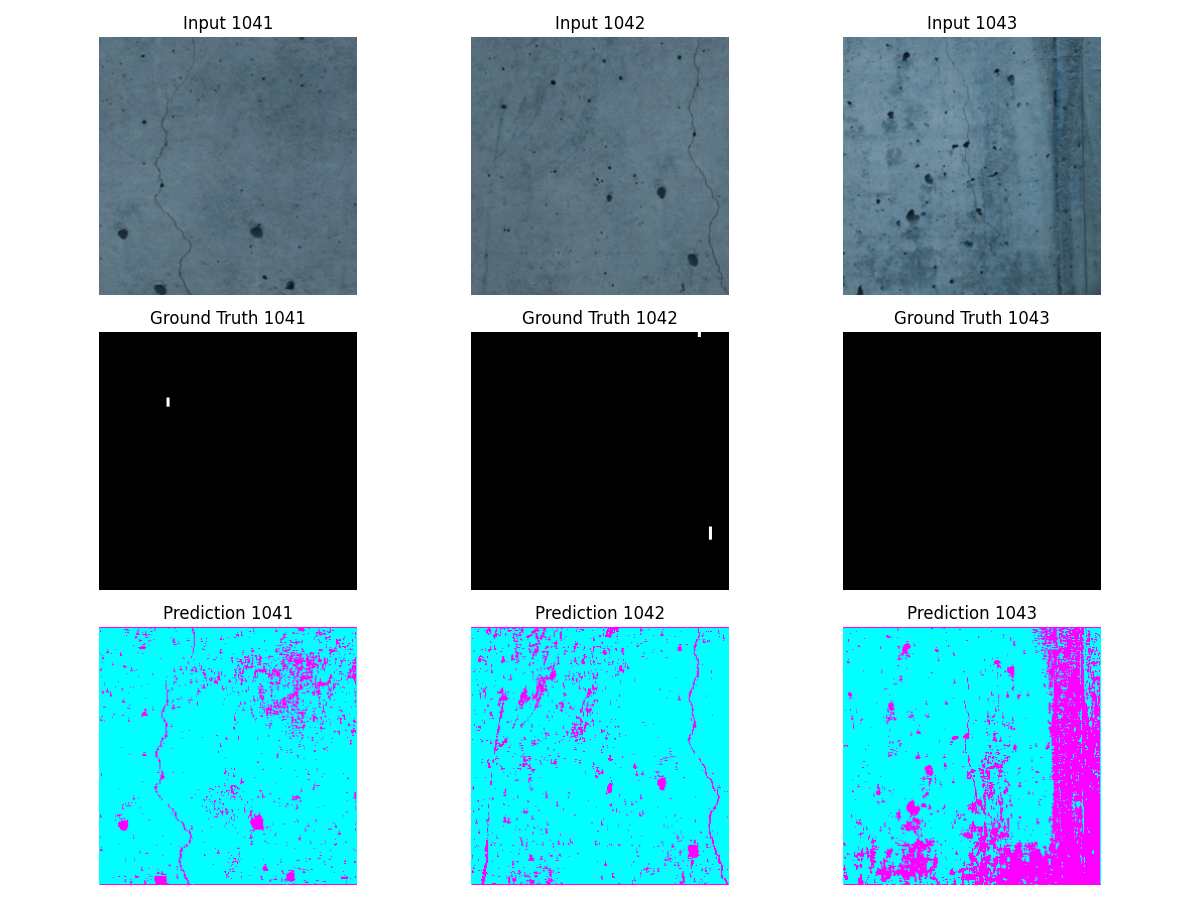 Input 1041
Input 1042
Input 1043
Ground Truth 1041
Ground Truth 1042
Ground Truth 1043
Prediction 1041
Prediction 1042
Prediction 1043